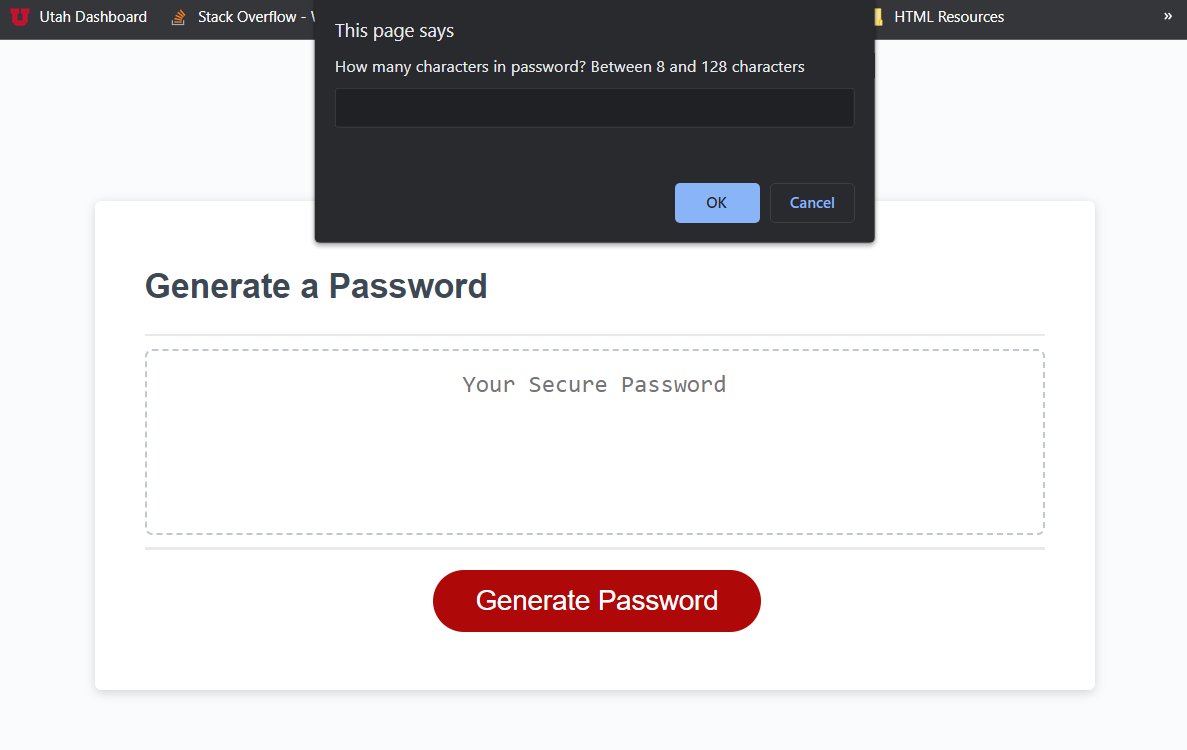 Utah Dashboard
Stack Overflow -
HTML Resources
»
This page says
How many characters in password? Between 8 and 128 characters
OK
Cancel
Generate a Password
Your Secure Password
Generate Password